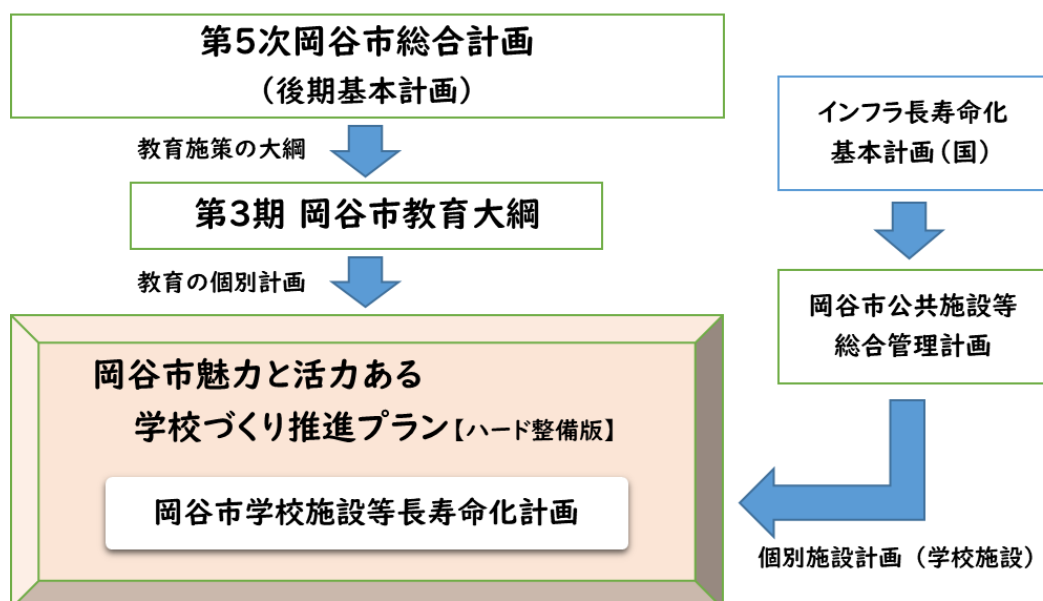 第5次岡谷市総合計画
(後期基本計画)
教育施策の大綱
第3期 岡谷市教育大綱
教育の個別計画
岡谷市魅力と活力ある
学校づくり推進プラン【ハード整備版】
岡谷市学校施設等長寿命化計画
インフラ長寿命化
基本計画(国)
岡谷市公共施設等
総合管理計画
個別施設計画(学校施設)